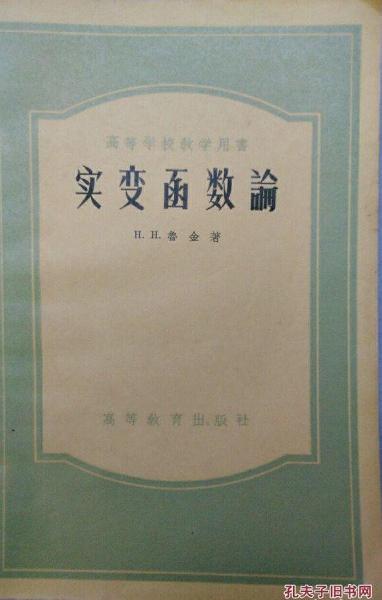 高等学校教学用書
实变函数論
Н. Н. 魯金著
高等教育出版社
孔夫子旧书网